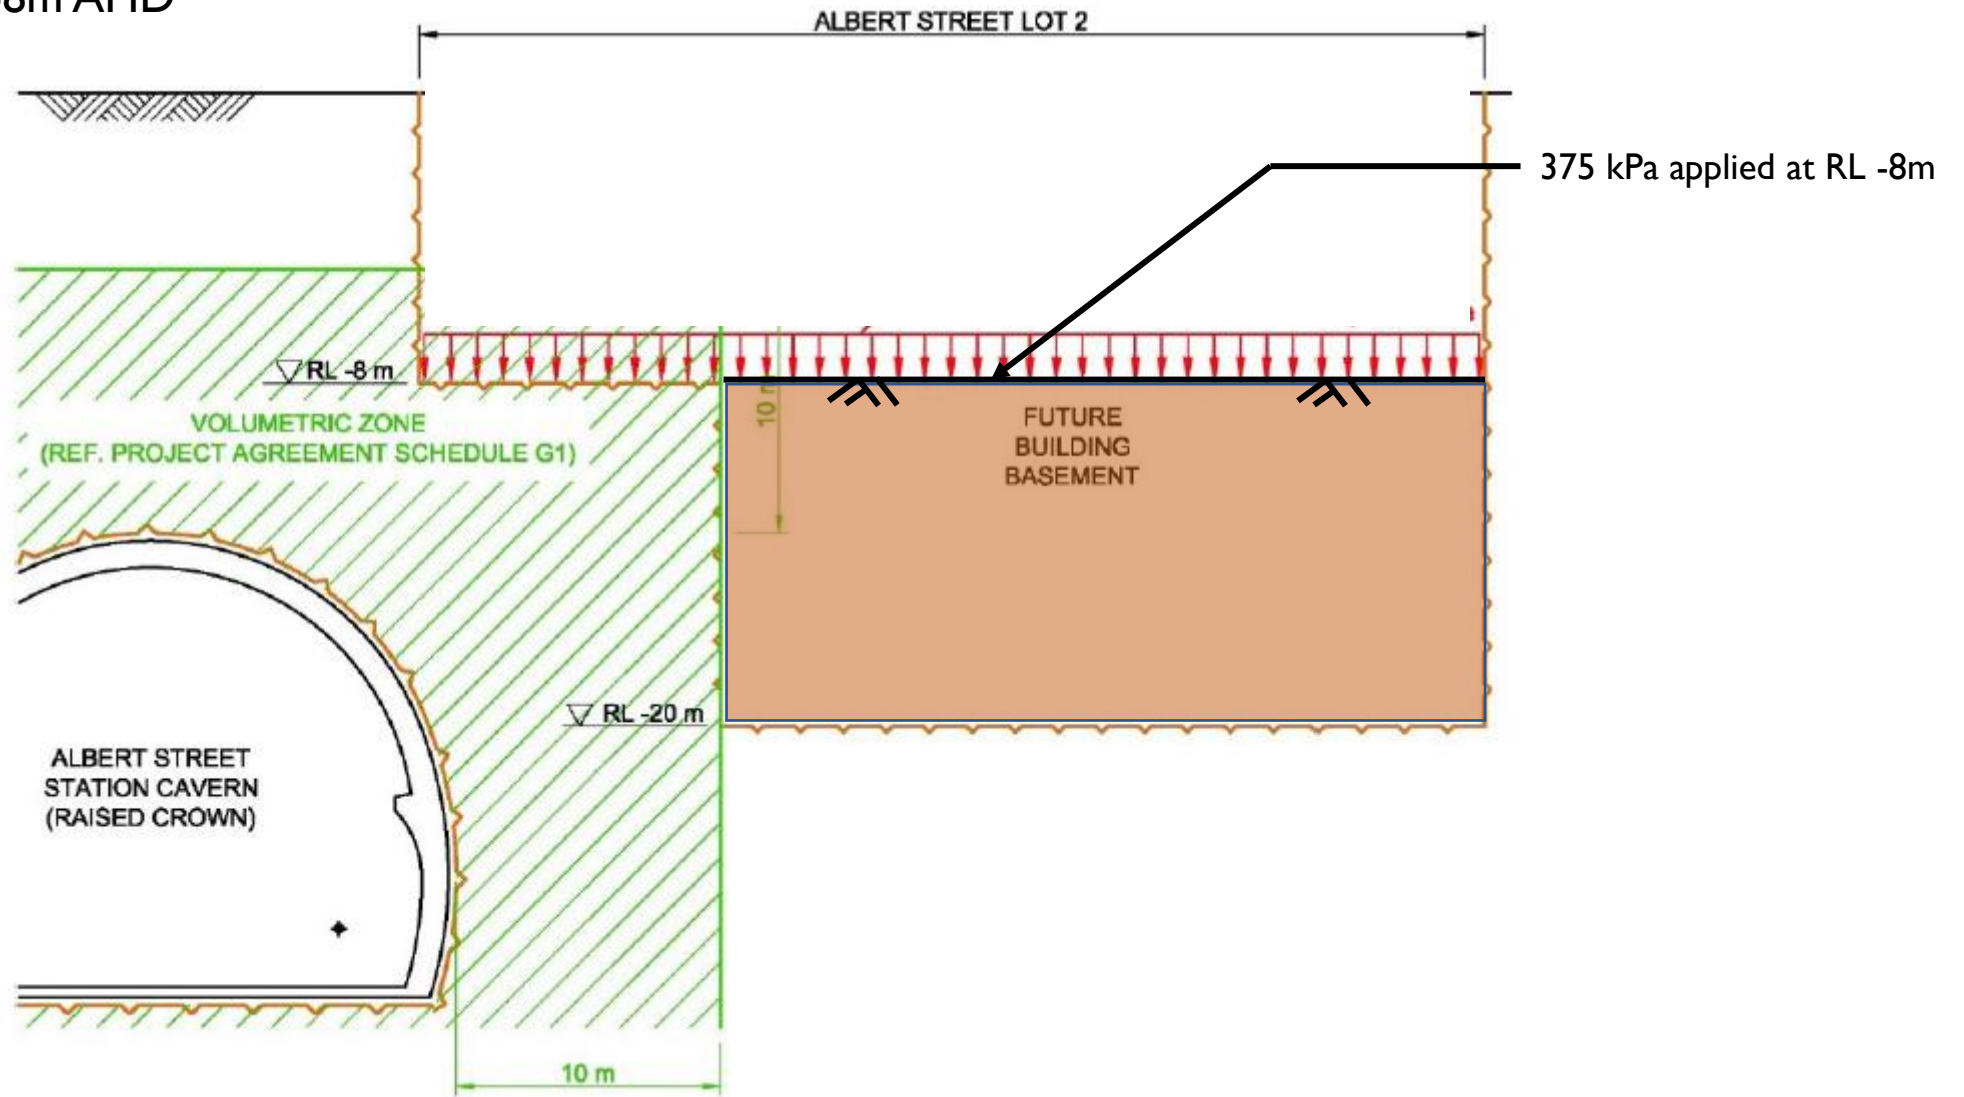 ALBERT STREET LOT 2
375 kPa applied at RL -8m
RL -8 m
VOLUMETRIC ZONE
(REF. PROJECT AGREEMENT SCHEDULE G1)
10 m
FUTURE
BUILDING
BASEMENT
RL -20 m
ALBERT STREET
STATION CAVERN
(RAISED CROWN)
10 m